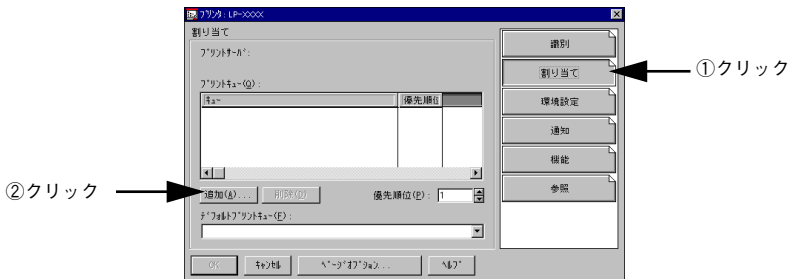 ﾌﾟﾘﾝﾀ: LP-XXXX
割り当て
ﾌﾟﾘﾝﾄｻｰﾊﾞ:
ﾌﾟﾘﾝﾄｷｭｰ(Q):
ｷｭｰ 優先順位
②クリック
追加(A)... 削除(D) 優先順位(P): 1
ﾃﾞﾌｫﾙﾄﾌﾟﾘﾝﾄｷｭｰ(F):
OK ｷｬﾝｾﾙ ﾍﾟｰｼﾞｵﾌﾟｼｮﾝ... ﾍﾙﾌﾟ
識別
割り当て
①クリック
環境設定
通知
機能
参照